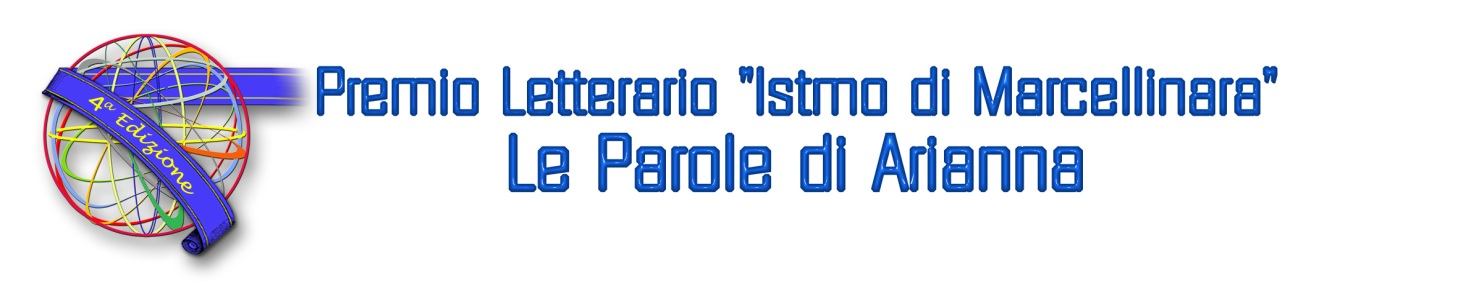 4ª Edizione
Premio Letterario "Istmo di Marcellinara"
Le Parole di Arianna